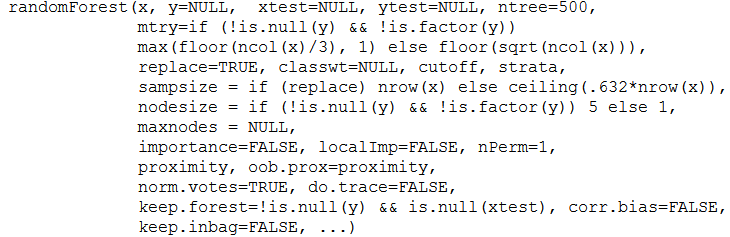 randomForest(x, y=NULL,  xtest=NULL, ytest=NULL, ntree=500,
             mtry=if (!is.null(y) && !is.factor(y))
             max(floor(ncol(x)/3), 1) else floor(sqrt(ncol(x))),
             replace=TRUE, classwt=NULL, cutoff, strata,
             sampsize = if (replace) nrow(x) else ceiling(.632*nrow(x)),
             nodesize = if (!is.null(y) && !is.factor(y)) 5 else 1,
             maxnodes = NULL,
             importance=FALSE, localImp=FALSE, nPerm=1,
             proximity, oob.prox=proximity,
             norm.votes=TRUE, do.trace=FALSE,
             keep.forest=!is.null(y) && is.null(xtest), corr.bias=FALSE,
             keep.inbag=FALSE, ...)